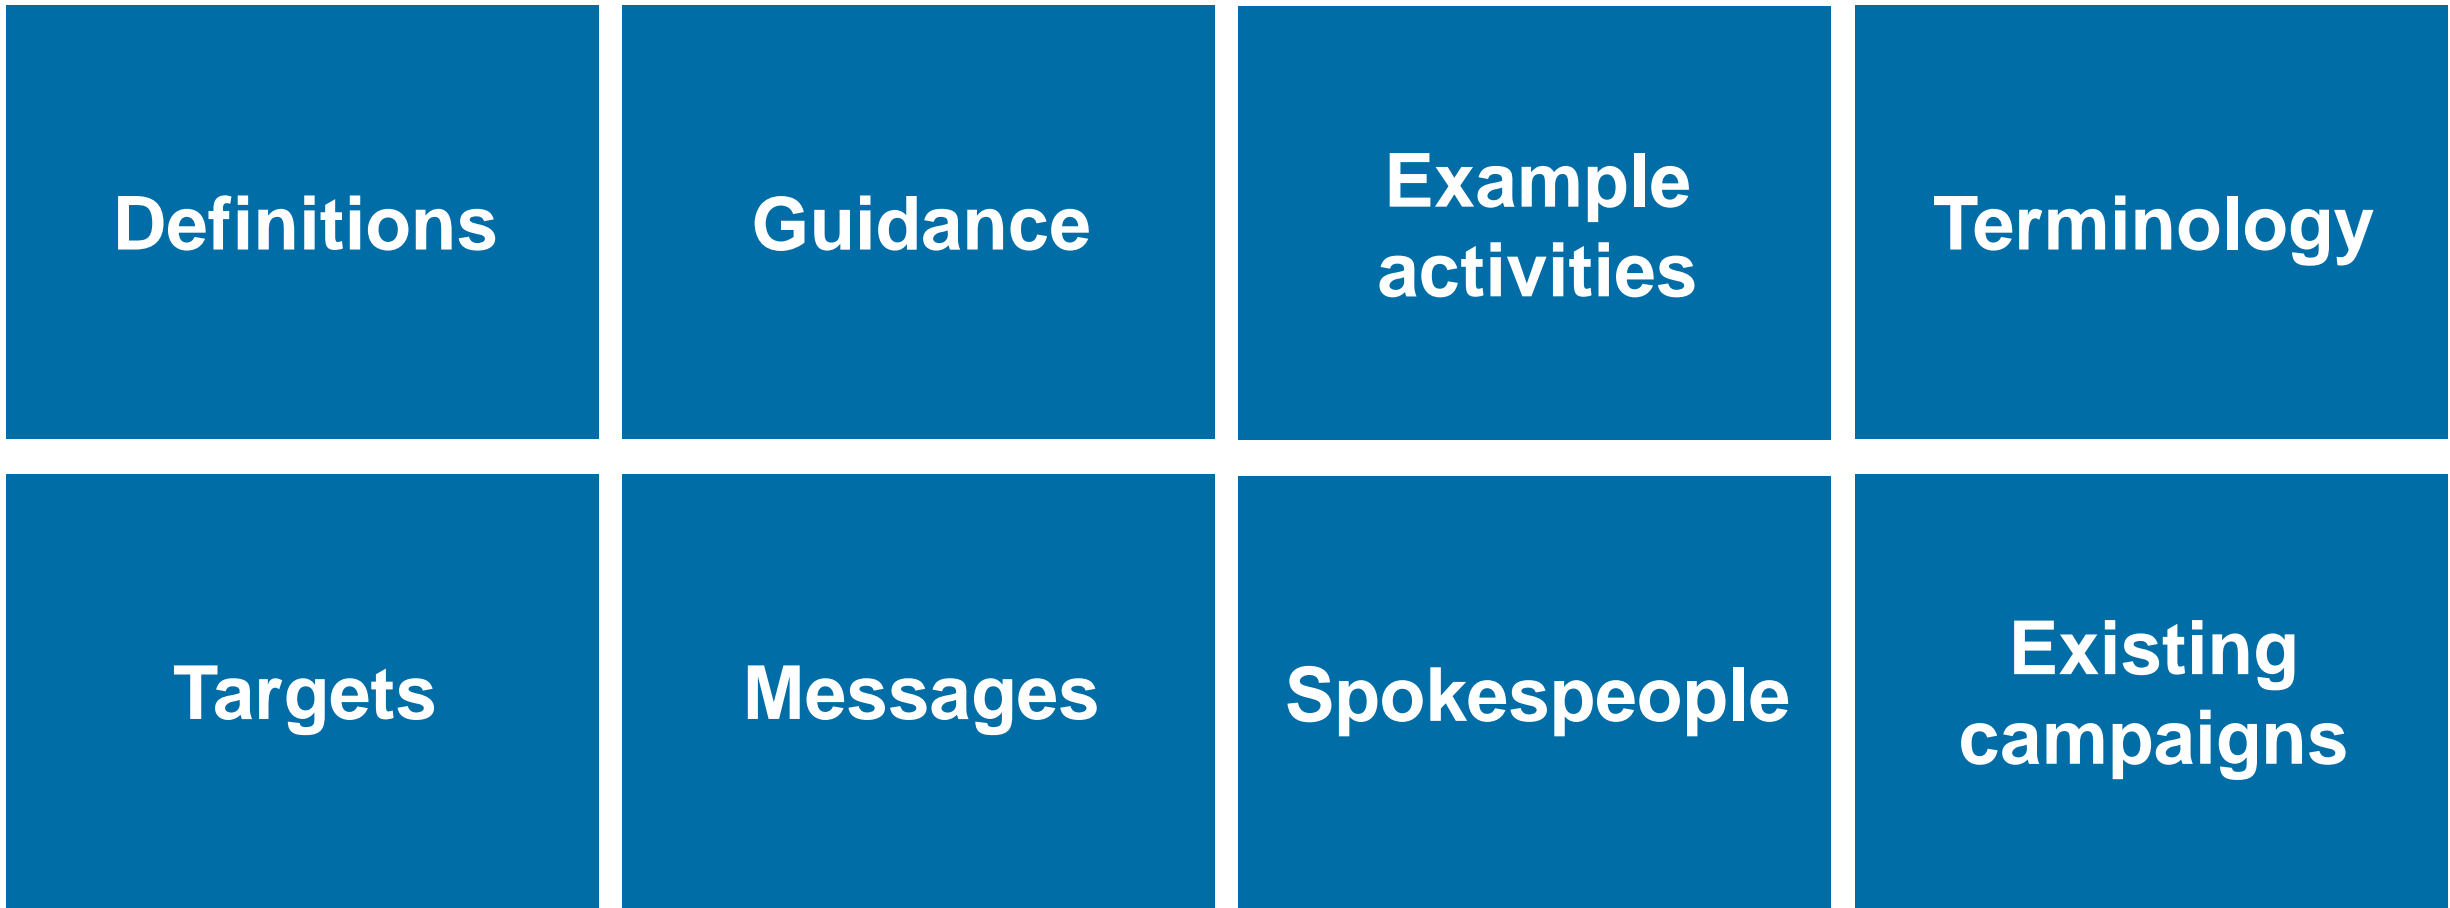 Definitions
Guidance
Example
activities
Terminology
Targets
Messages
Spokespeople
Existing
campaigns